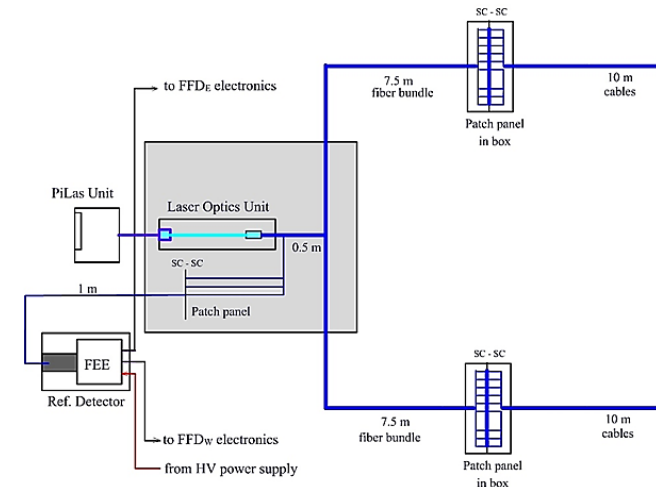 SC - SC
to FFDE electronics
7.5 m
fiber bundle
10 m
cables
Patch panel
in box
PiLas Unit
Laser Optics Unit
0.5 m
SC - SC
1 m
Patch panel
FEE
Ref. Detector
SC - SC
7.5 m
fiber bundle
10 m
cables
to FFDW electronics
from HV power supply
Patch panel
in box